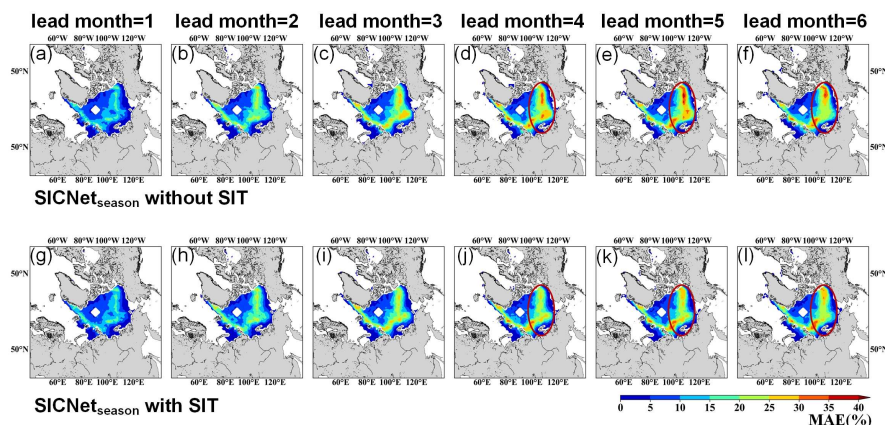 lead month=1 lead month=2 lead month=3 lead month=4 lead month=5 lead month=6
60°W 80°W 100°W 120°W 60°W 80°W 100°W 120°W 60°W 80°W 100°W 120°W 60°W 80°W 100°W 120°W 60°W 80°W 100°W 120°W 60°W 80°W 100°W 120°W
(a) (b) (c) (d) (e) (f)
50°N 50°N
50°N 50°N
60°E 80°E 100°E 120°E 60°E 80°E 100°E 120°E 60°E 80°E 100°E 120°E 60°E 80°E 100°E 120°E 60°E 80°E 100°E 120°E 60°E 80°E 100°E 120°E
SICNetseason without SIT
60°W 80°W 100°W 120°W 60°W 80°W 100°W 120°W 60°W 80°W 100°W 120°W 60°W 80°W 100°W 120°W 60°W 80°W 100°W 120°W 60°W 80°W 100°W 120°W
(g) (h) (i) (j) (k) (l)
50°N 50°N
50°N 50°N
60°E 80°E 100°E 120°E 60°E 80°E 100°E 120°E 60°E 80°E 100°E 120°E 60°E 80°E 100°E 120°E 60°E 80°E 100°E 120°E 60°E 80°E 100°E 120°E
SICNetseason with SIT
0 5 10 15 20 25 30 35 40
MAE(%)